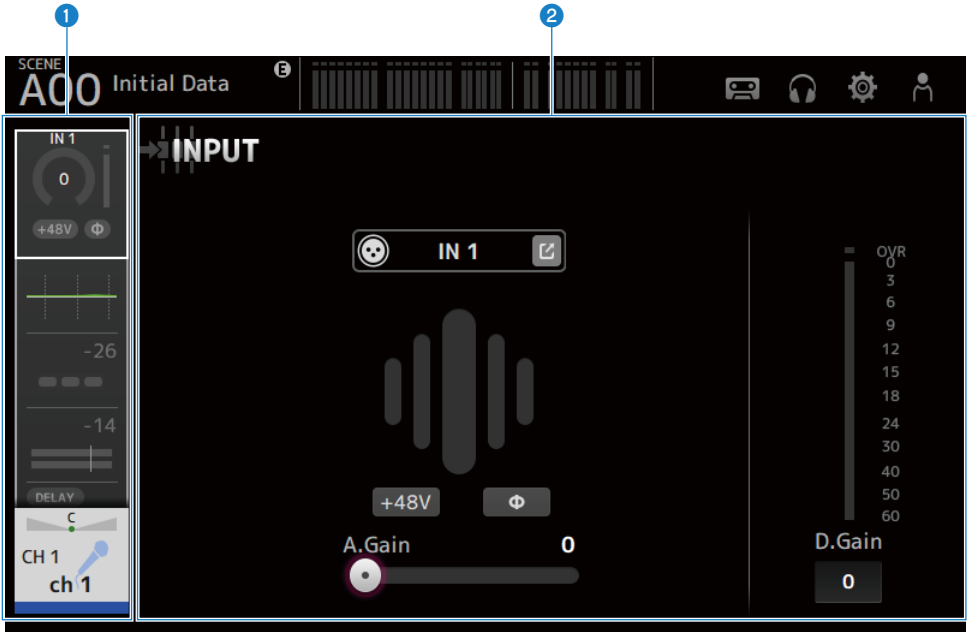 1
2
SCENE
A00 Initial Data
E
IN 1
0
+48V Φ
-26
-14
DELAY
C
CH 1
ch 1
INPUT
IN 1
+48V Φ
A.Gain 0
OVR
0
3
6
9
12
15
18
24
30
40
50
60
D.Gain
0